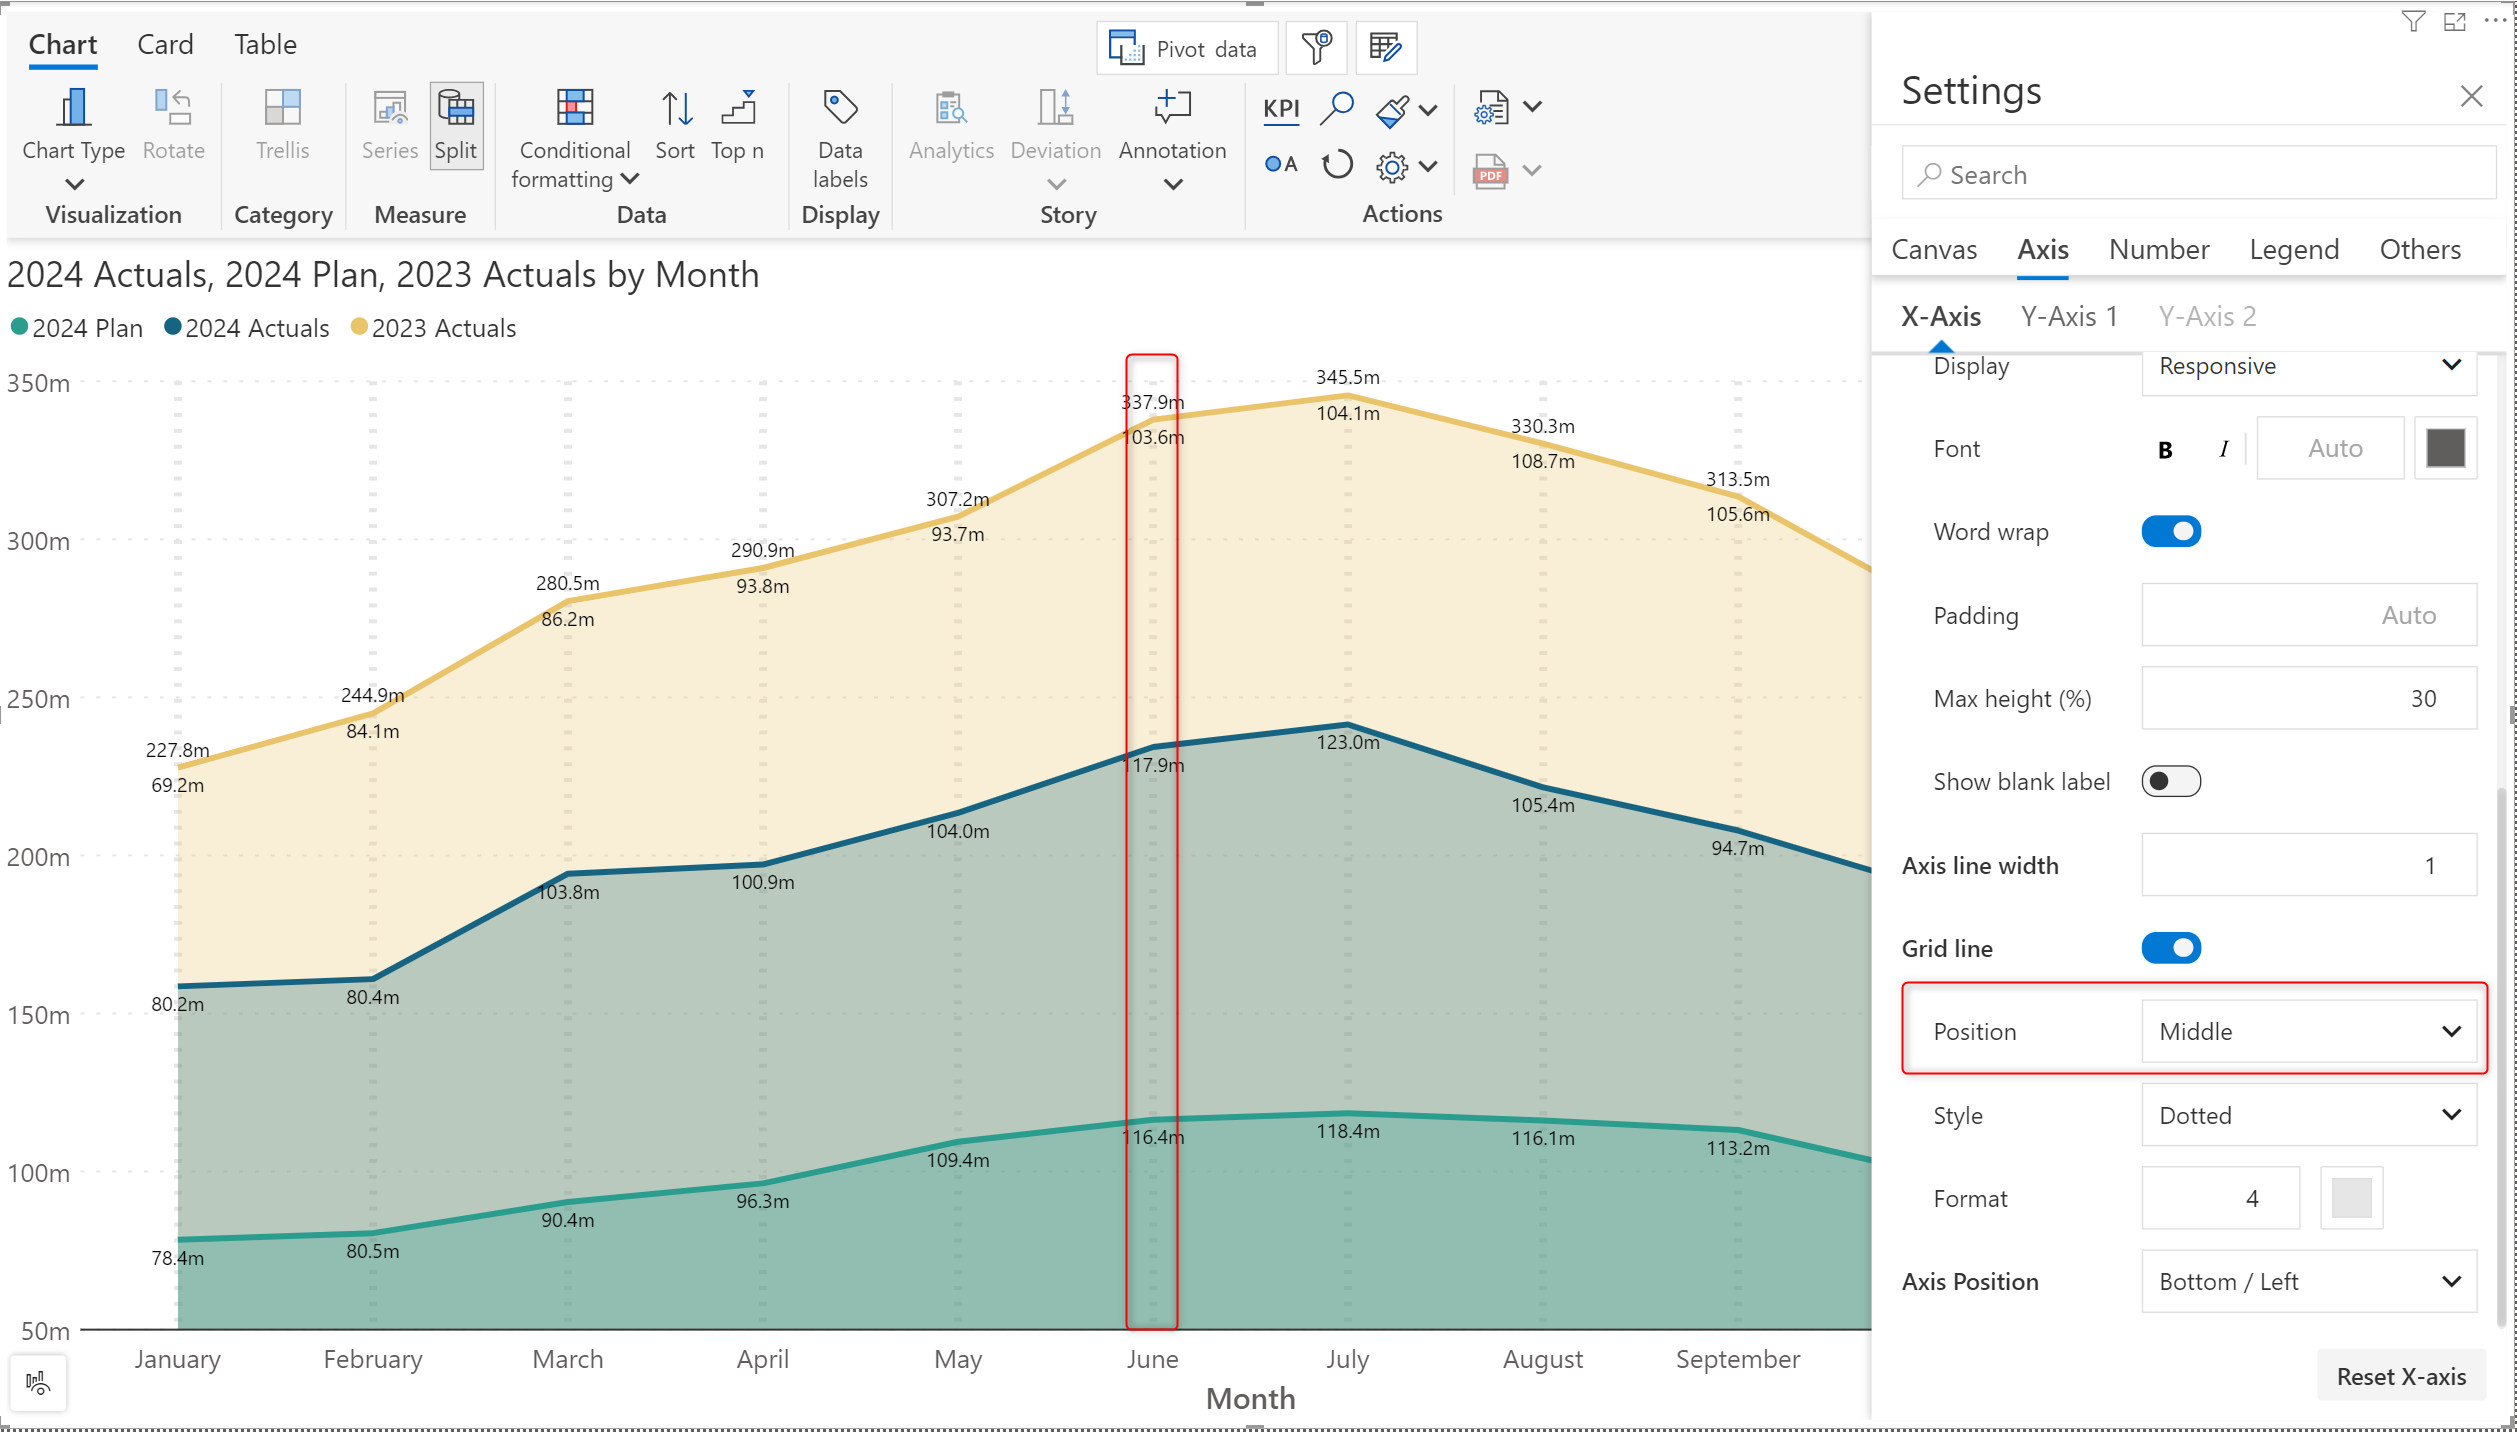 Chart Card Table
Pivot data
Chart Type Rotate Trellis Series Split Conditional formatting Sort Top n Data labels Analytics Deviation Annotation KPI
A PDF
Visualization Category Measure Data Display Story Actions
2024 Actuals, 2024 Plan, 2023 Actuals by Month
2024 Plan 2024 Actuals 2023 Actuals
350m
300m
250m
200m
150m
100m
50m
227.8m
69.2m
80.2m
78.4m
244.9m
84.1m
80.4m
80.5m
280.5m
86.2m
103.8m
90.4m
290.9m
93.8m
100.9m
96.3m
307.2m
93.7m
104.0m
109.4m
337.9m
103.6m
117.9m
116.4m
345.5m
104.1m
123.0m
118.4m
330.3m
108.7m
105.4m
116.1m
313.5m
105.6m
94.7m
113.2m
January February March April May June July August September
Month
Settings
Search
Canvas Axis Number Legend Others
X-Axis Y-Axis 1 Y-Axis 2
Display Responsive
Font B I Auto
Word wrap
Padding Auto
Max height (%) 30
Show blank label
Axis line width 1
Grid line
Position Middle
Style Dotted
Format 4
Axis Position Bottom / Left
Reset X-axis